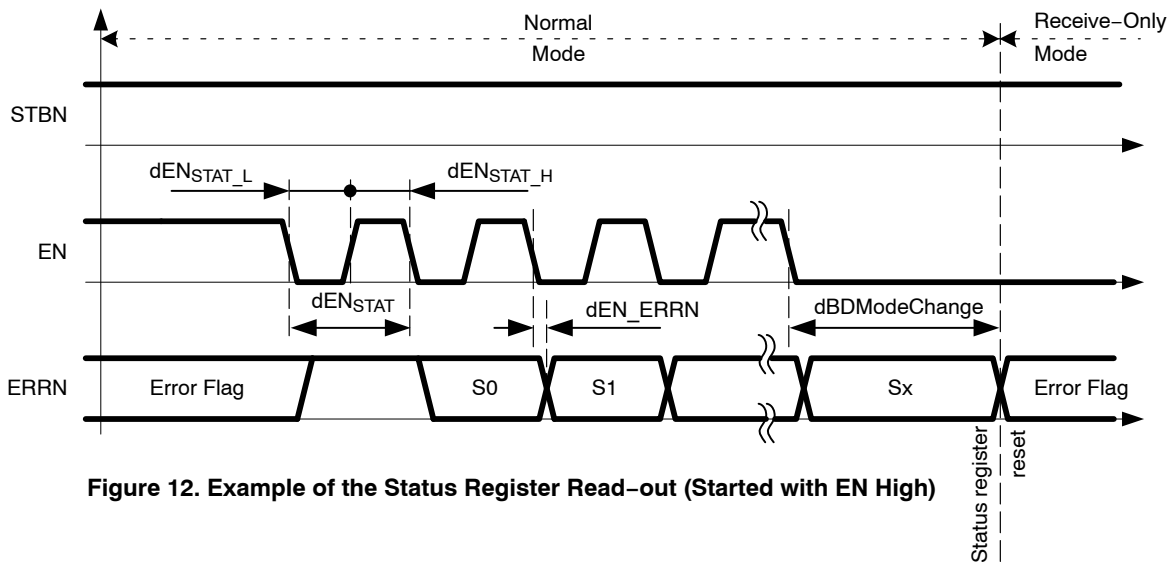 Normal
Mode
Receive−Only
Mode
STBN
dENSTAT_L
dENSTAT_H
EN
dENSTAT
dEN_ERRN
dBDModeChange
ERRN
Error Flag
S0
S1
Sx
Error Flag
Status register
reset
Figure 12. Example of the Status Register Read−out (Started with EN High)